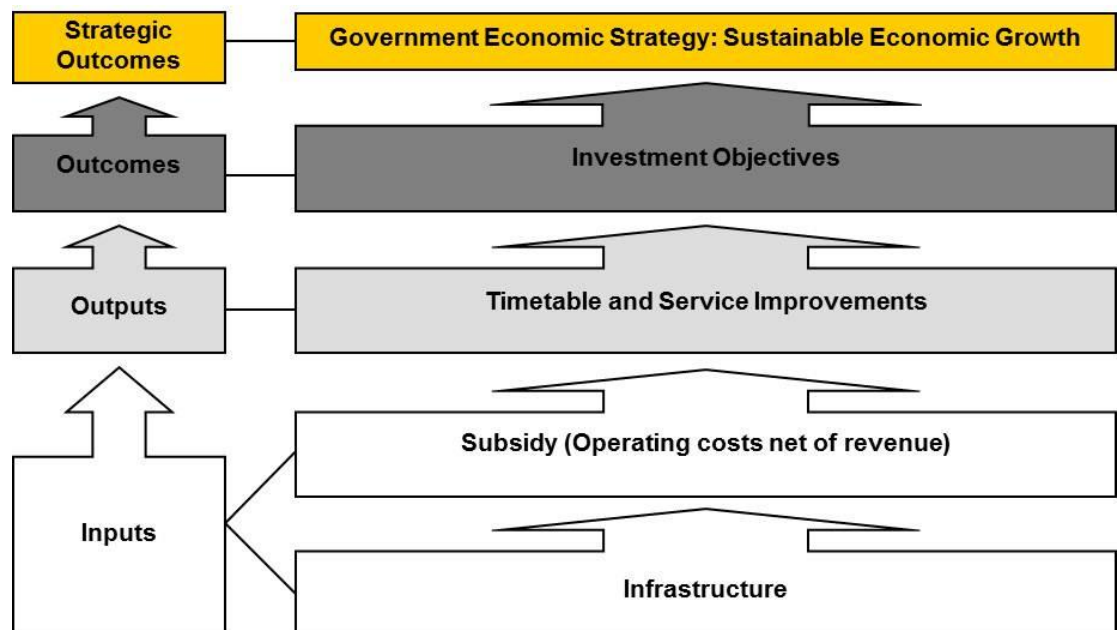 Strategic
Outcomes
Government Economic Strategy: Sustainable Economic Growth
Outcomes
Investment Objectives
Outputs
Timetable and Service Improvements
Subsidy (Operating costs net of revenue)
Inputs
Infrastructure